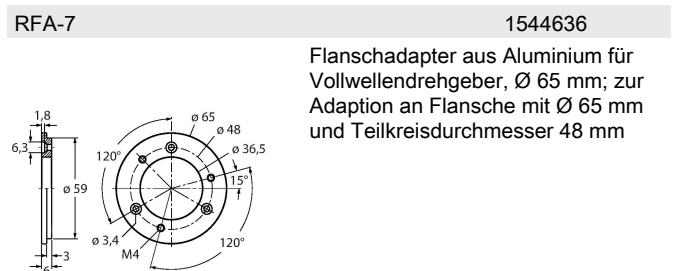 RFA-7 1544636
Flanschadapter aus Aluminium für
Vollwellendrehgeber, Ø 65 mm; zur
Adaption an Flansche mit Ø 65 mm
und Teilkreisdurchmesser 48 mm
1,8
ø 65
ø 48
6,3
120°
ø 36,5
15°
ø 59
ø 3,4
M4
120°
3
6